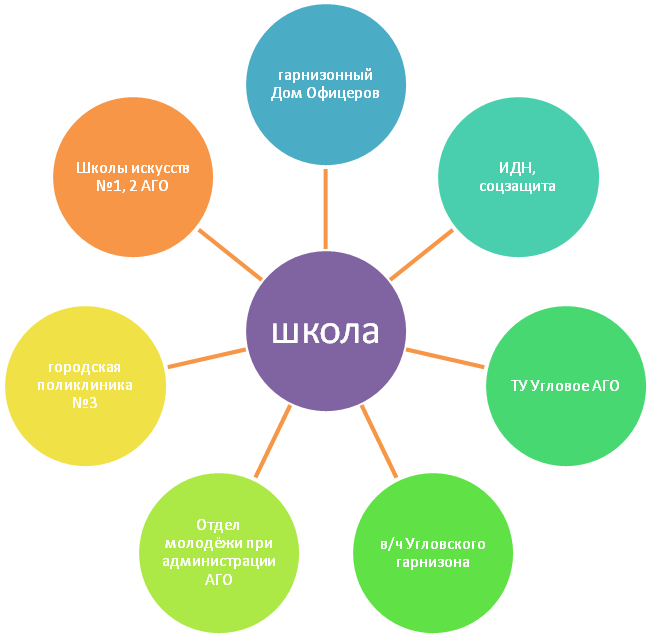 гарнизонный
Дом Офицеров
ИДН,
соцзащита
ТУ Угловое АГО
в/ч Угловского
гарнизона
Отдел
молодёжи при
администрации
АГО
городская
поликлиника
№3
Школы искусств
№1, 2 АГО
школа